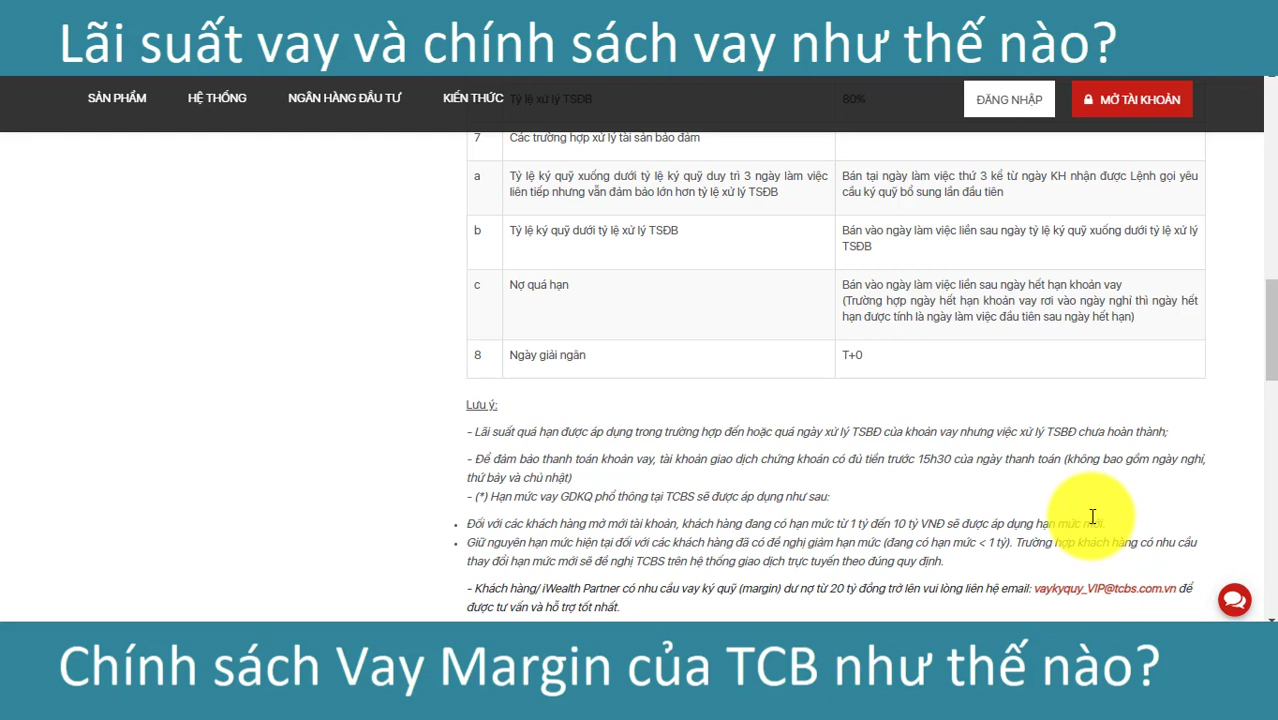 Lãi suất vay và chính sách vay như thế nào?
SẢN PHẨM HỆ THỐNG NGÂN HÀNG ĐẦU TƯ KIẾN THỨC Tỷ lệ xử lý TSĐB 80% ĐĂNG NHẬP MỞ TÀI KHOẢN
7 Các trường hợp xử lý tài sản bảo đảm
a Tỷ lệ ký quỹ xuống dưới tỷ lệ ký quỹ duy trì 3 ngày làm việc Bán tại ngày làm việc thứ 3 kể từ ngày KH nhận được Lệnh gọi yêu
liên tiếp nhưng vẫn đảm bảo lớn hơn tỷ lệ xử lý TSĐB cầu ký quỹ bổ sung lần đầu tiên
b Tỷ lệ ký quỹ dưới tỷ lệ xử lý TSĐB Bán vào ngày làm việc liền sau ngày tỷ lệ ký quỹ xuống dưới tỷ lệ xử lý
TSĐB
c Nợ quá hạn Bán vào ngày làm việc liền sau ngày hết hạn khoản vay
(Trường hợp ngày hết hạn khoản vay rơi vào ngày nghỉ thì ngày hết
hạn được tính là ngày làm việc đầu tiên sau ngày hết hạn)
8 Ngày giải ngân T+0
Lưu ý:
– Lãi suất quá hạn được áp dụng trong trường hợp đến hoặc quá ngày xử lý TSBĐ của khoản vay nhưng việc xử lý TSBĐ chưa hoàn thành;
– Để đảm bảo thanh toán khoản vay, tài khoản giao dịch chứng khoán có đủ tiền trước 15h30 của ngày thanh toán (không bao gồm ngày nghỉ,
thứ bảy và chủ nhật)
– (*) Hạn mức vay GDKQ phổ thông tại TCBS sẽ được áp dụng như sau:
• Đối với các khách hàng mở mới tài khoản, khách hàng đang có hạn mức từ 1 tỷ đến 10 tỷ VNĐ sẽ được áp dụng hạn mức mới.
• Giữ nguyên hạn mức hiện tại đối với các khách hàng đã có đề nghị giảm hạn mức (đang có hạn mức < 1 tỷ). Trường hợp khách hàng có nhu cầu
thay đổi hạn mức mới sẽ đề nghị TCBS trên hệ thống giao dịch trực tuyến theo đúng quy định.
– Khách hàng/ iWealth Partner có nhu cầu vay ký quỹ (margin) dư nợ từ 20 tỷ đồng trở lên vui lòng liên hệ email: vaykyquy_VIP@tcbs.com.vn để
được tư vấn và hỗ trợ tốt nhất.
Chính sách Vay Margin của TCB như thế nào?